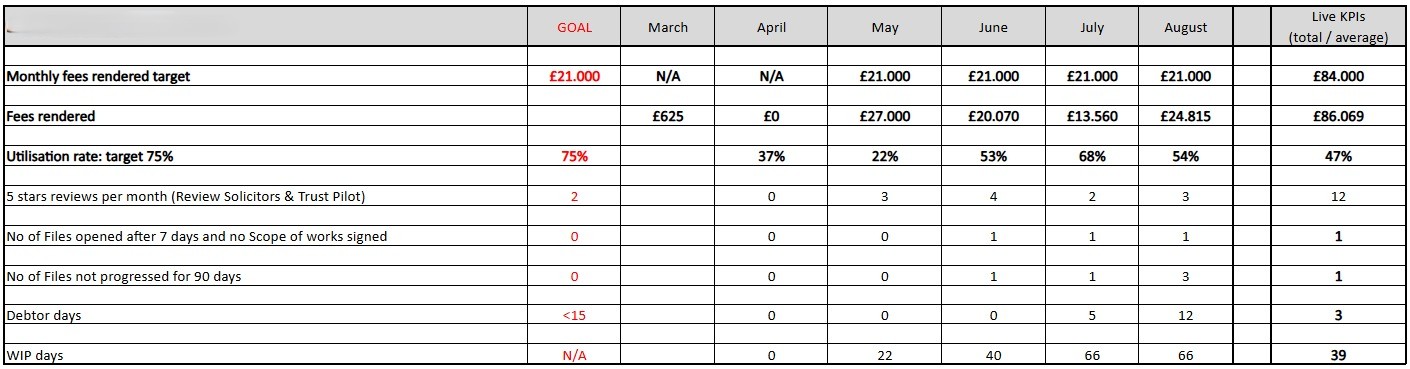 GOAL March April May June July August Live KPIs
(total / average)
Monthly fees rendered target £21.000 N/A N/A £21.000 £21.000 £21.000 £21.000 £84.000
Fees rendered £625 £0 £27.000 £20.070 £13.560 £24.815 £86.069
Utilisation rate: target 75% 75% 37% 22% 53% 68% 54% 47%
5 stars reviews per month (Review Solicitors & Trust Pilot) 2 0 3 4 2 3 12
No of Files opened after 7 days and no Scope of works signed 0 0 0 1 1 1 1
No of Files not progressed for 90 days 0 0 0 1 1 3 1
Debtor days <15 0 0 0 5 12 3
WIP days N/A 0 22 40 66 66 39